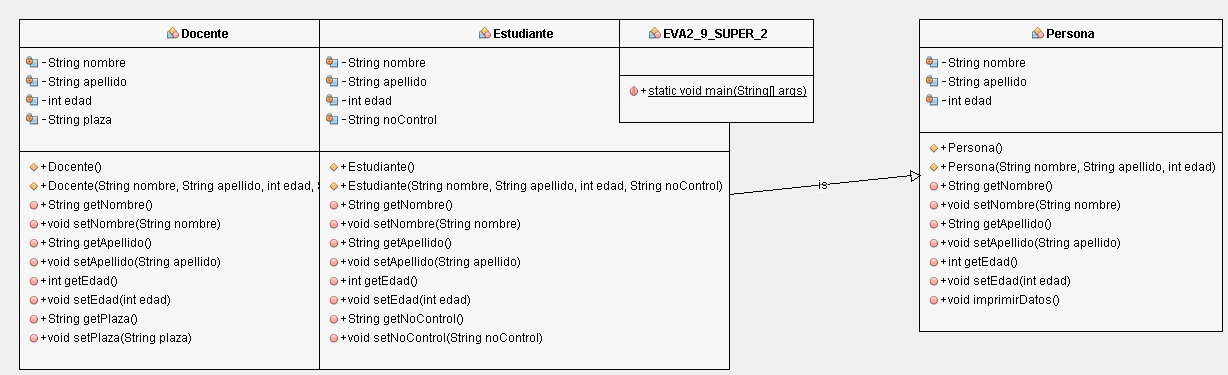 Docente
- String nombre
- String apellido
- int edad
- String plaza
+ Docente()
+ Docente(String nombre, String apellido, int edad,
+ String getNombre()
+ void setNombre(String nombre)
+ String getApellido()
+ void setApellido(String apellido)
+ int getEdad()
+ void setEdad(int edad)
+ String getPlaza()
+ void setPlaza(String plaza)
Estudiante
- String nombre
- String apellido
- int edad
- String noControl
+ Estudiante()
+ Estudiante(String nombre, String apellido, int edad, String noControl)
+ String getNombre()
+ void setNombre(String nombre)
+ String getApellido()
+ void setApellido(String apellido)
+ int getEdad()
+ void setEdad(int edad)
+ String getNoControl()
+ void setNoControl(String noControl)
EVA2_9_SUPER_2
+ static void main(String[] args)
is
Persona
- String nombre
- String apellido
- int edad
+ Persona()
+ Persona(String nombre, String apellido, int edad)
+ String getNombre()
+ void setNombre(String nombre)
+ String getApellido()
+ void setApellido(String apellido)
+ int getEdad()
+ void setEdad(int edad)
+ void imprimirDatos()